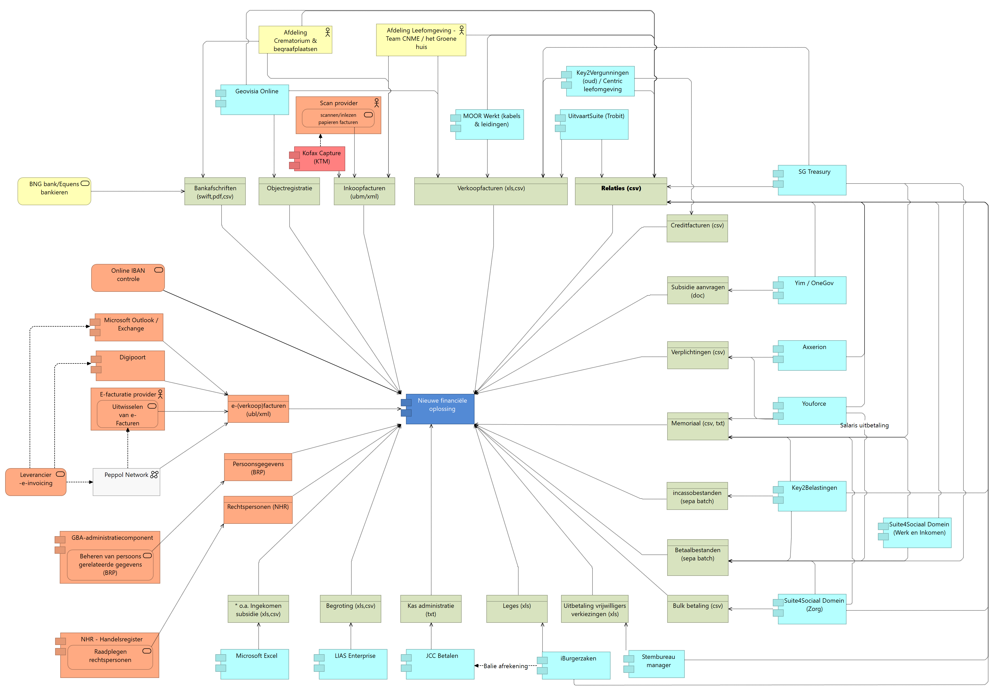 Afdeling
Crematorium &
begraafplaatsen
Afdeling Leefomgeving -
Team CNME / het Groene
huis
Key2Vergunningen
(oud) / Centric
leefomgeving
Geovisia Online
Scan provider
scannen/inlezen
papieren facturen
MOOR Werkt (kabels
& leidingen)
UitvaartSuite (Trobit)
Kofax Capture
(KTM)
SG Treasury
BNG bank/Equens
bankieren
Bankafschriften
(swift,pdf,csv)
Objectregistratie
Inkoopfacturen
(ubm/xml)
Verkoopfacturen (xls,csv)
Relaties (csv)
Creditfacturen (csv)
Online IBAN
controle
Subsidie aanvragen
(doc)
Yim / OneGov
Microsoft Outlook /
Exchange
Verplichtingen (csv)
Axxerion
Digipoort
E-facturatie provider
Uitwisselen
van e-
Facturen
e-(verkoop)facturen
(ubl/xml)
Nieuwe financiële
oplossing
Youforce
Memoriaal (csv, txt)
Salaris uitbetaling
Persoonsgegevens
(BRP)
Leverancier
-e-invoicing
Peppol Network
incassobestanden
(sepa batch)
Key2Belastingen
Rechtspersonen (NHR)
Suite4Sociaal Domein
(Werk en Inkomen)
GBA-administratiecomponent
Beheren van persoons
gerelateerde gegevens
(BRP)
Betaalbestanden
(sepa batch)
* o.a. Ingekomen
subsidie (xls,csv)
Begroting (xls,csv)
Kas administratie
(txt)
Leges (xls)
Uitbetaling vrijwilligers
verkiezingen (xls)
Bulk betaling (csv)
Suite4Sociaal Domein
(Zorg)
NHR - Handelsregister
Raadplegen
rechtspersonen
Microsoft Excel
LIAS Enterprise
JCC Betalen
Balie afrekening
iBurgerzaken
Stembureau
manager